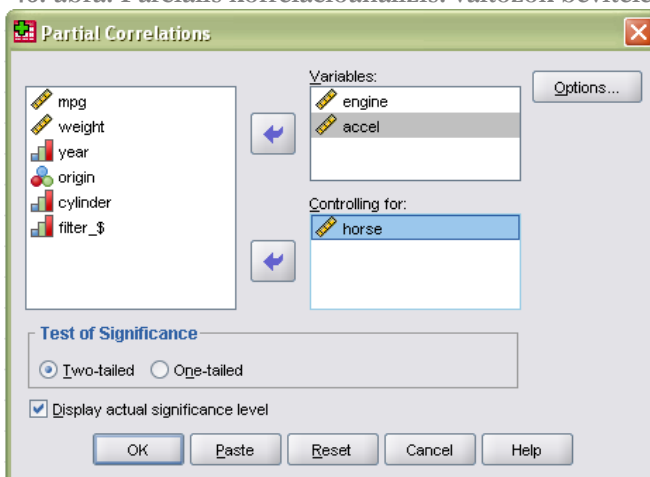 Partial Correlations
Variables:
Options...
mpg
weight
year
origin
cylinder
filter_$
engine
accel
Controlling for:
horse
Test of Significance
Two-tailed
One-tailed
Display actual significance level
OK
Paste
Reset
Cancel
Help